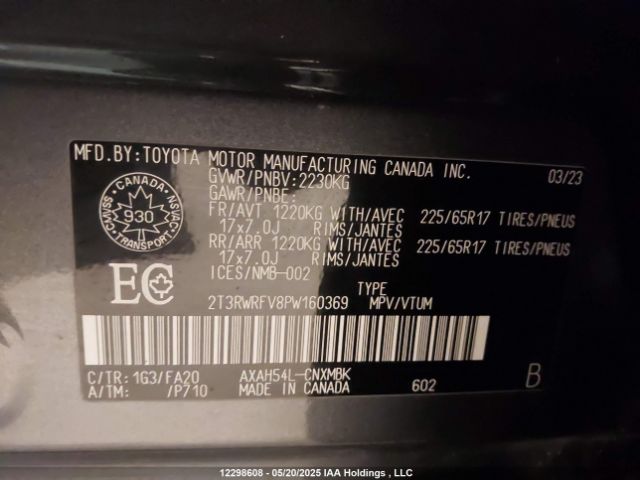 MFD.BY:TOYOTA MOTOR MANUFACTURING CANADA INC. 03/23
GVWR/PNBV:2230KG
GAWR/PNBE:
FR/AVT 1220KG WITH/AVEC 225/65R17 TIRES/PNEUS
17x7.0J RIMS/JANTES
RR/ARR 1220KG WITH/AVEC 225/65R17 TIRES/PNEUS
17x7.0J RIMS/JANTES
ICES/NMB-002
CANADA
CMVSS
930
NSVAC
TRANSPORT
EC
TYPE
2T3RWRFV8PW160369 MPV/VTUM
C/TR: 1G3/FA20 AXAH54L-CNXMBK
A/TM: /P710 MADE IN CANADA 602 B
12298608 - 05/20/2025 IAA Holdings , LLC